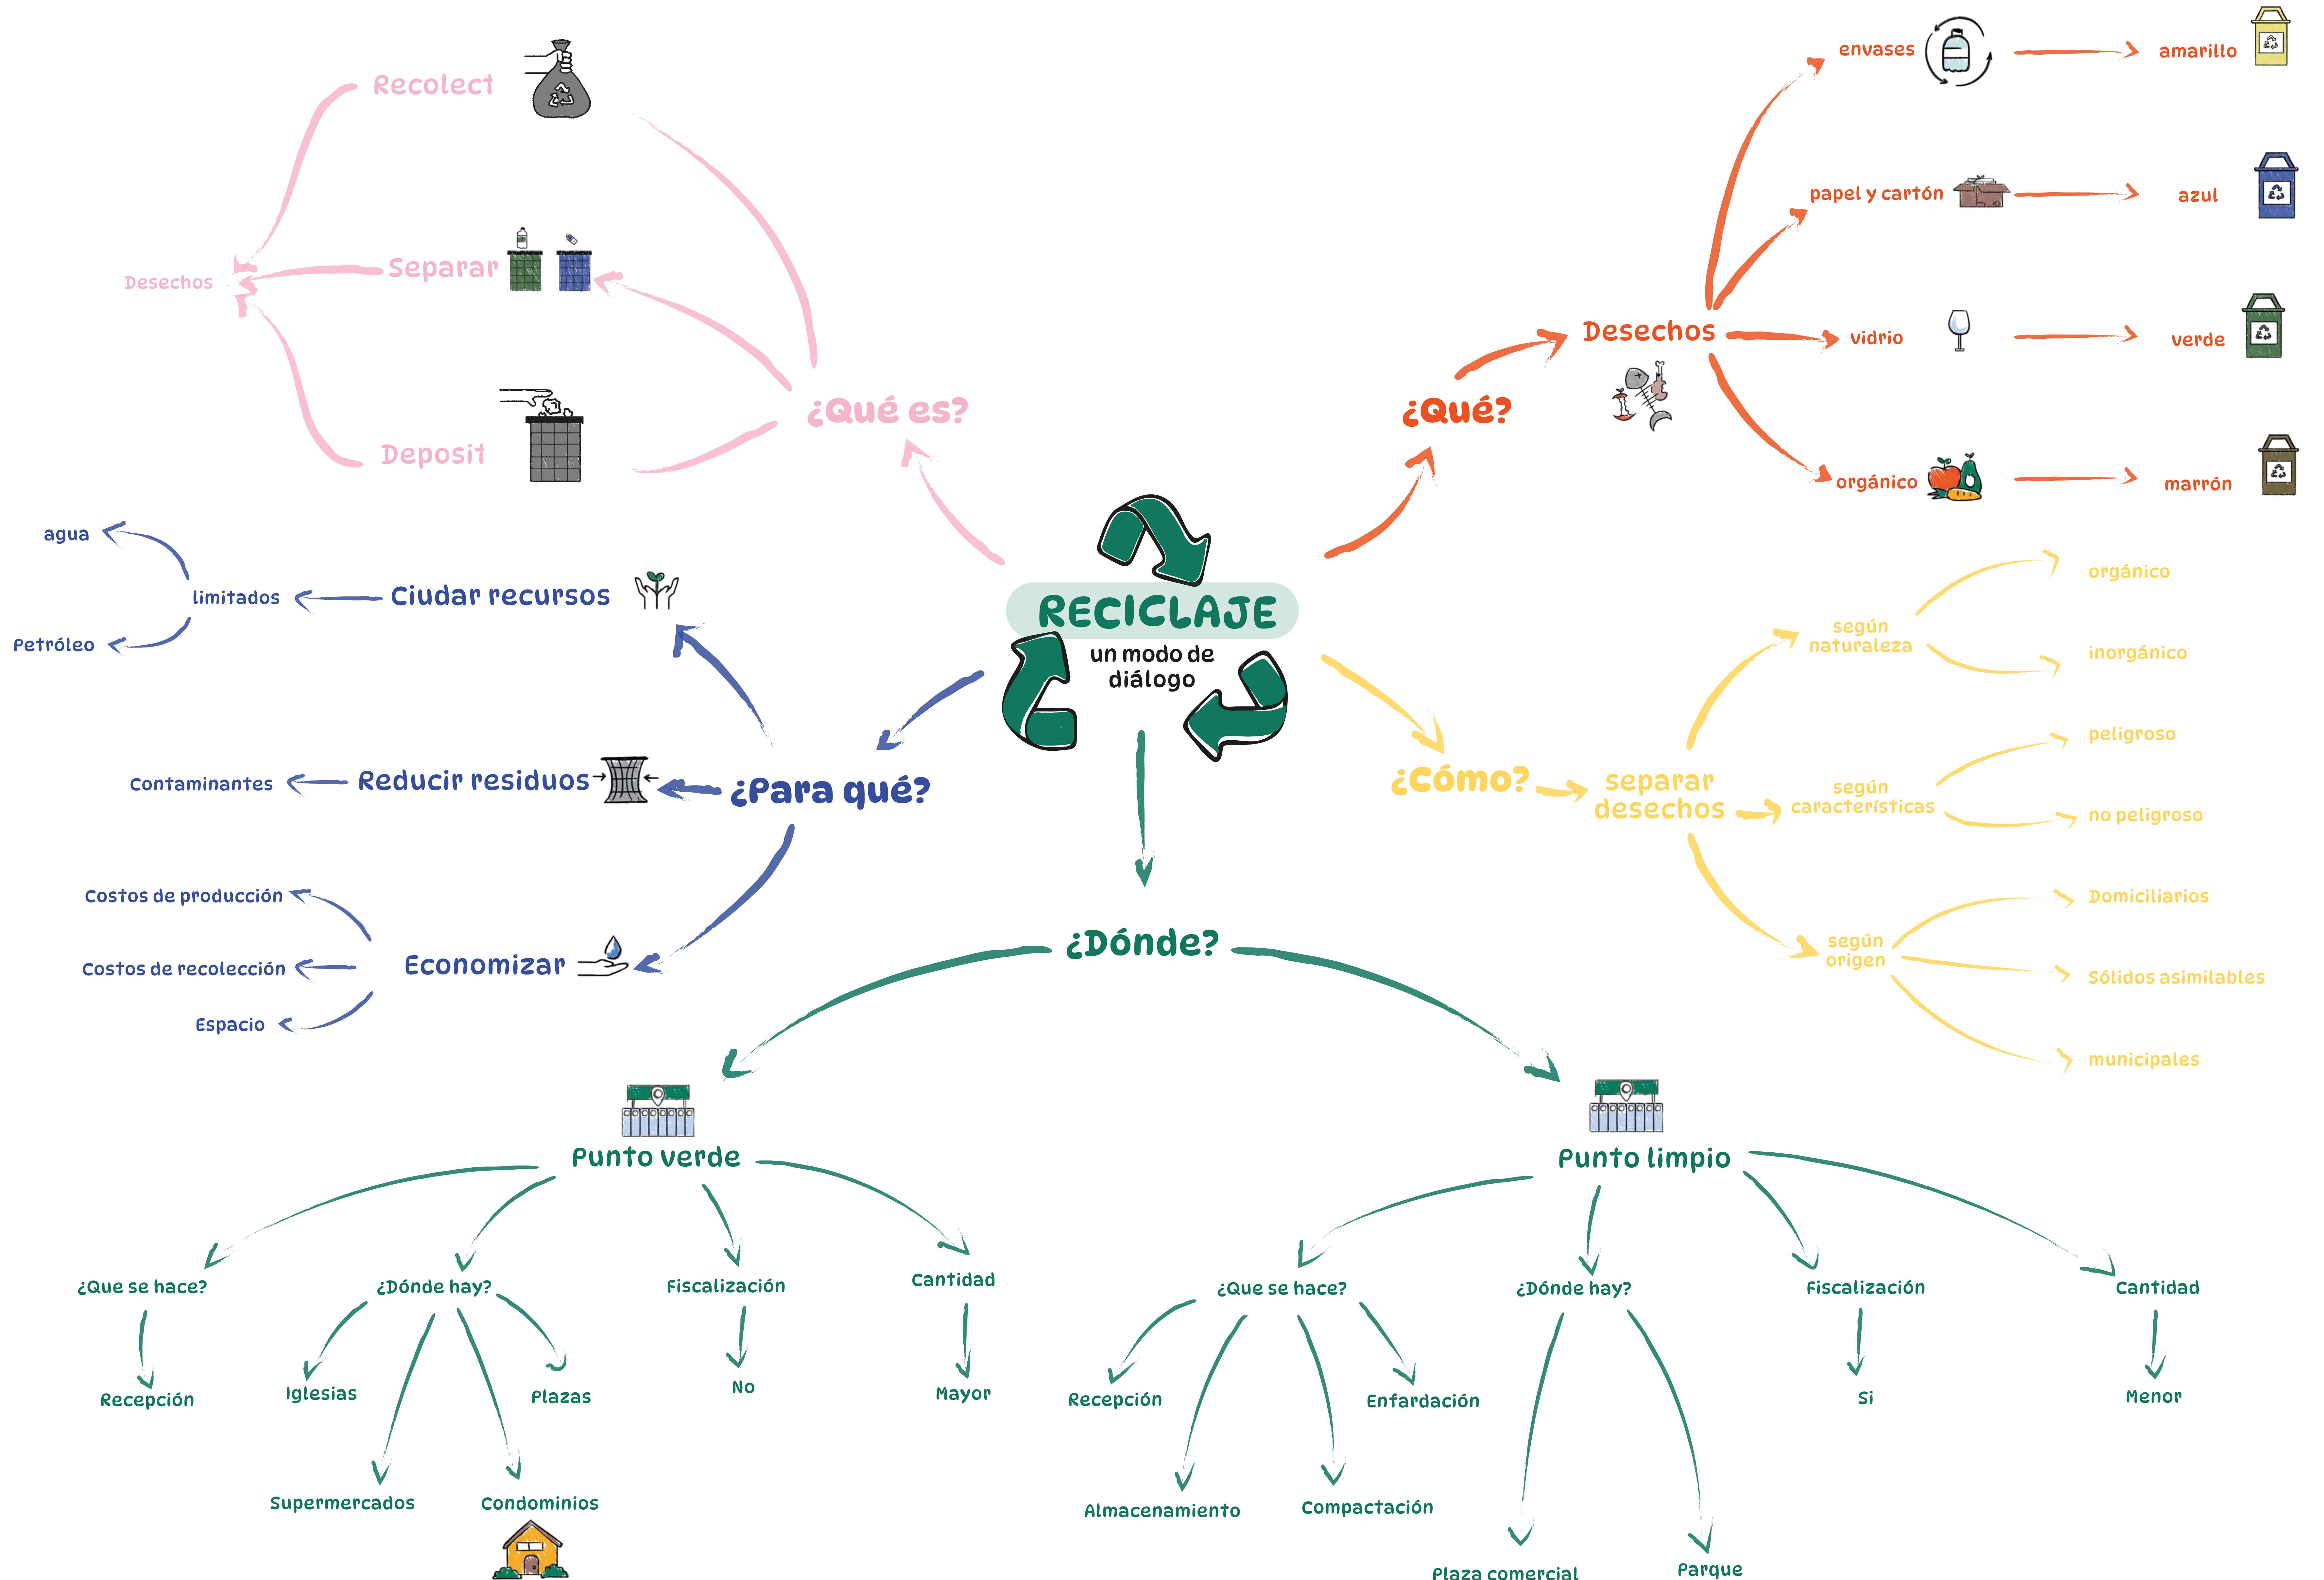 RECICLAJE
un modo de
diálogo
¿Qué es?
Recolect
Separar
Deposit
Desechos
¿Qué?
Desechos
envases
amarillo
papel y cartón
azul
vidrio
verde
orgánico
marrón
¿Para qué?
Ciudar recursos
limitados
agua
Petróleo
Reducir residuos
Contaminantes
Economizar
Costos de producción
Costos de recolección
Espacio
¿Cómo?
separar
desechos
según
naturaleza
orgánico
inorgánico
según
características
peligroso
no peligroso
según
origen
Domiciliarios
Sólidos asimilables
municipales
¿Dónde?
Punto verde
¿Que se hace?
Recepción
¿Dónde hay?
Iglesias
Supermercados
Condominios
Plazas
Fiscalización
No
Cantidad
Mayor
Punto limpio
¿Que se hace?
Recepción
Almacenamiento
Compactación
Enfardación
¿Dónde hay?
Plaza comercial
Parque
Fiscalización
Si
Cantidad
Menor